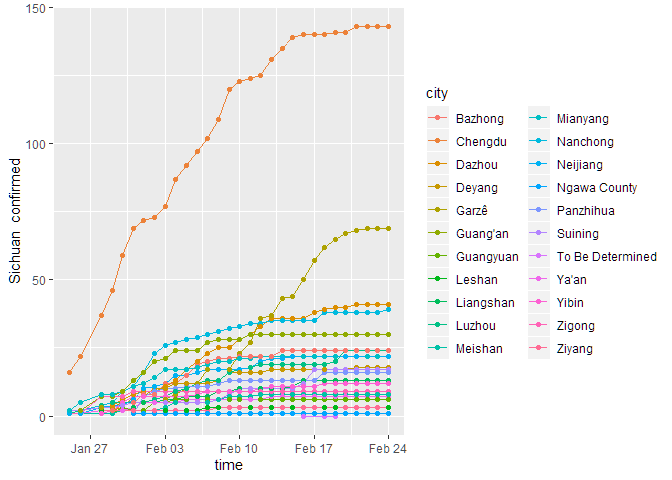 150
100
50
0
Sichuan confirmed
Jan 27
Feb 03
Feb 10
Feb 17
Feb 24
time
city
Bazhong
Chengdu
Dazhou
Deyang
Garzê
Guang'an
Guangyuan
Leshan
Liangshan
Luzhou
Meishan
Mianyang
Nanchong
Neijiang
Ngawa County
Panzhihua
Suining
To Be Determined
Ya'an
Yibin
Zigong
Ziyang